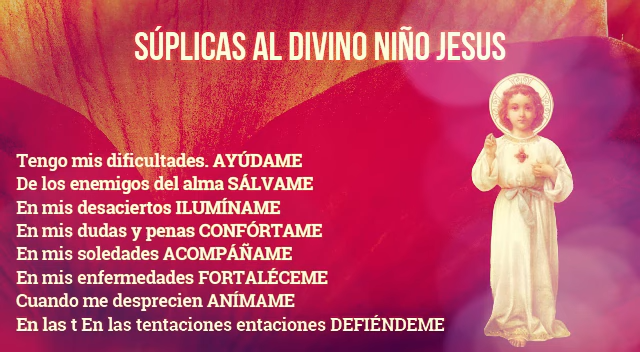 SÚPLICAS AL DIVINO NIÑO JESUS
Tengo mis dificultades. AYÚDAME
De los enemigos del alma SÁLVAME
En mis desaciertos ILUMÍNAME
En mis dudas y penas CONFÓRTAME
En mis soledades ACOMPÁÑAME
En mis enfermedades FORTALÉCEME
Cuando me desprecien ANÍMAME
En las t En las tentaciones entaciones DEFIÉNDEME